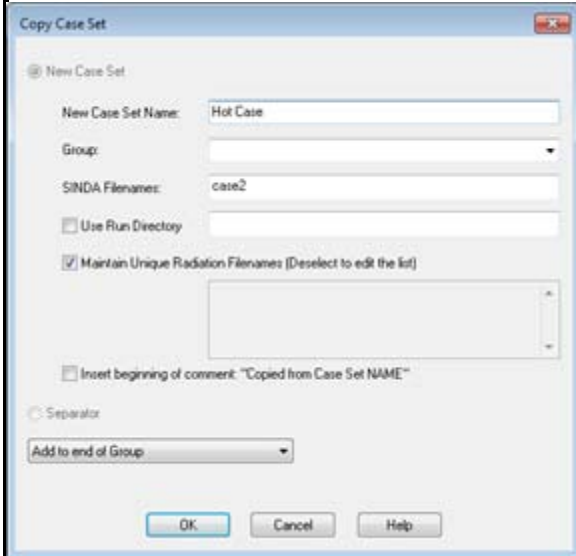 Copy Case Set
New Case Set
New Case Set Name: Hot Case
Group:
SINDA Filenames: case2
Use Run Directory
Maintain Unique Radiation Filenames (Deselect to edit the list)
Insert beginning of comment: "'Copied from Case Set NAME'"
Separator
Add to end of Group
OK Cancel Help